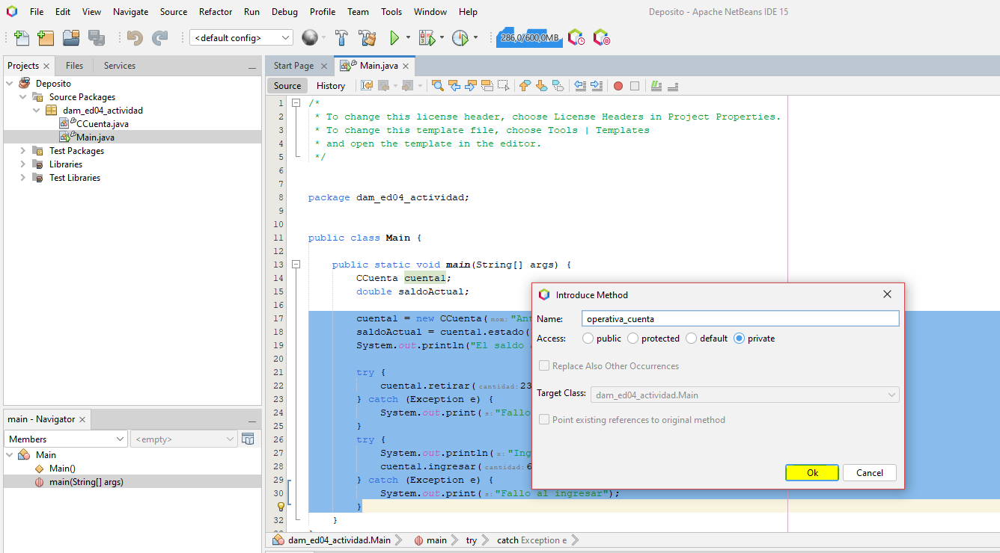 File Edit View Navigate Source Refactor Run Debug Profile Team Tools Window Help Deposito - Apache NetBeans IDE 15
<default config> 286,0/600,0MB
Projects Files Services
Deposito
Source Packages
dam_ed04_actividad
CCuenta.java
Main.java
Test Packages
Libraries
Test Libraries
main - Navigator
Members <empty>
Main
Main()
main(String[] args)
Start Page Main.java
Source History
1 /*
2 * To change this license header, choose License Headers in Project Properties.
3 * To change this template file, choose Tools | Templates
4 * and open the template in the editor.
5 */
6
7
8 package dam_ed04_actividad;
9
10
11 public class Main {
12
13 public static void main(String[] args) {
14 CCuenta cuenta1;
15 double saldoActual;
16
17 cuenta1 = new CCuenta(nom:"Ant
18 saldoActual = cuenta1.estado(
19 System.out.println("El saldo
20
21 try {
22 cuenta1.retirar(cantidad:23
23 } catch (Exception e) {
24 System.out.print(s:"Fallo
25 }
26 try {
27 System.out.println(x:"Ing
28 cuenta1.ingresar(cantidad:6
29 } catch (Exception e) {
30 System.out.print(s:"Fallo al ingresar");
}
32 }
dam_ed04_actividad.Main main try catch Exception e
Introduce Method
Name: operativa_cuenta
Access: public protected default private
Replace Also Other Occurrences
Target Class: dam_ed04_actividad.Main
Point existing references to original method
Ok Cancel